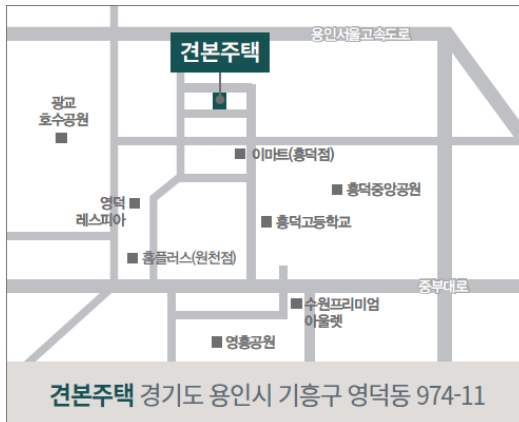 용인서울고속도로
견본주택
광교
호수공원
이마트(흥덕점)
흥덕중앙공원
영덕
레스피아
흥덕고등학교
홈플러스(원천점)
중부대로
수원프리미엄
아울렛
영흥공원
견본주택 경기도 용인시 기흥구 영덕동 974-11